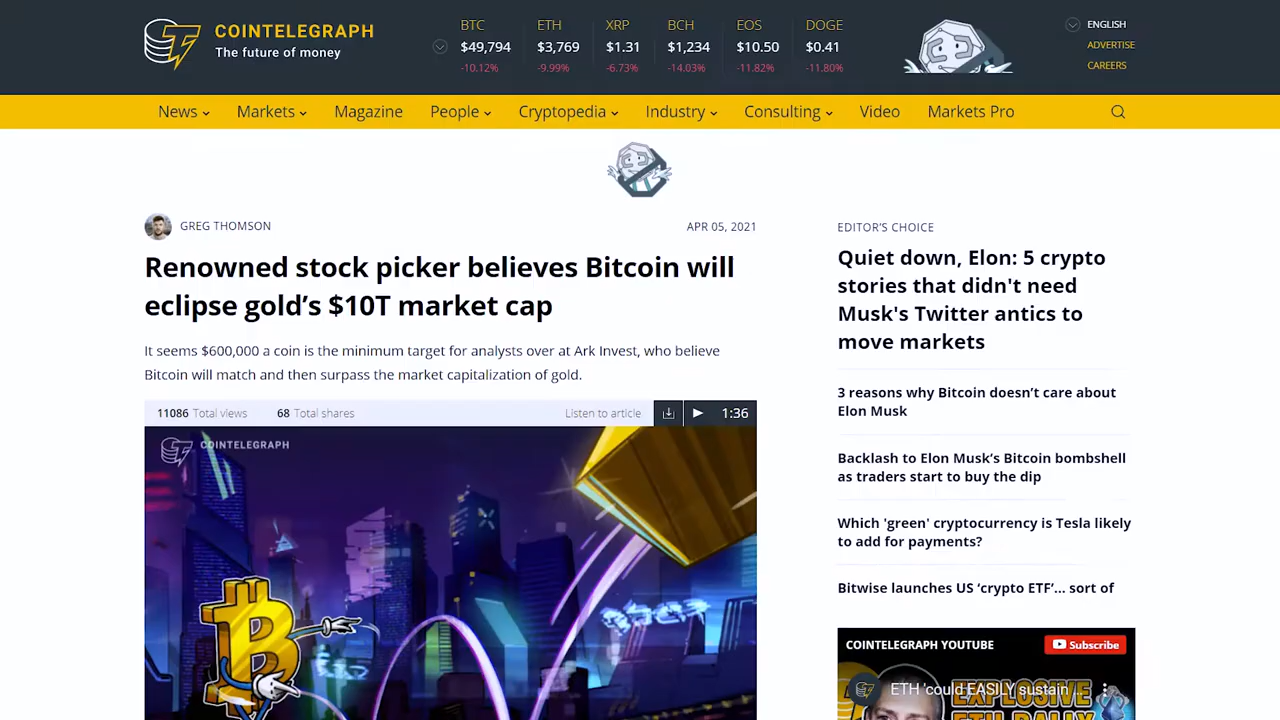 COINTELEGRAPH
The future of money
BTC ETH XRP BCH EOS DOGE
$49,794 $3,769 $1.31 $1,234 $10.50 $0.41
-10.12% -9.99% -6.73% -14.03% -11.82% -11.80%
ENGLISH
ADVERTISE
CAREERS
News Markets Magazine People Cryptopedia Industry Consulting Video Markets Pro
GREG THOMSON APR 05, 2021
Renowned stock picker believes Bitcoin will
eclipse gold’s $10T market cap
It seems $600,000 a coin is the minimum target for analysts over at Ark Invest, who believe
Bitcoin will match and then surpass the market capitalization of gold.
11086 Total views 68 Total shares Listen to article 1:36
COINTELEGRAPH
EDITOR’S CHOICE
Quiet down, Elon: 5 crypto
stories that didn't need
Musk's Twitter antics to
move markets
3 reasons why Bitcoin doesn’t care about
Elon Musk
Backlash to Elon Musk’s Bitcoin bombshell
as traders start to buy the dip
Which 'green' cryptocurrency is Tesla likely
to add for payments?
Bitwise launches US ‘crypto ETF’... sort of
COINTELEGRAPH YOUTUBE Subscribe
ETH 'could EASILY sustain ...
EXPLOSIVE
ETH RALLY